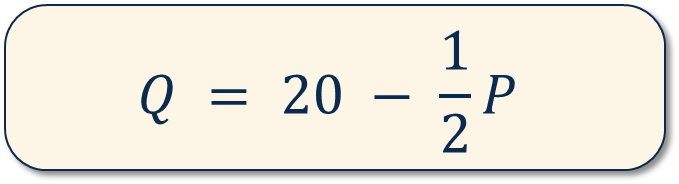 Q = 20 − 1/2 P